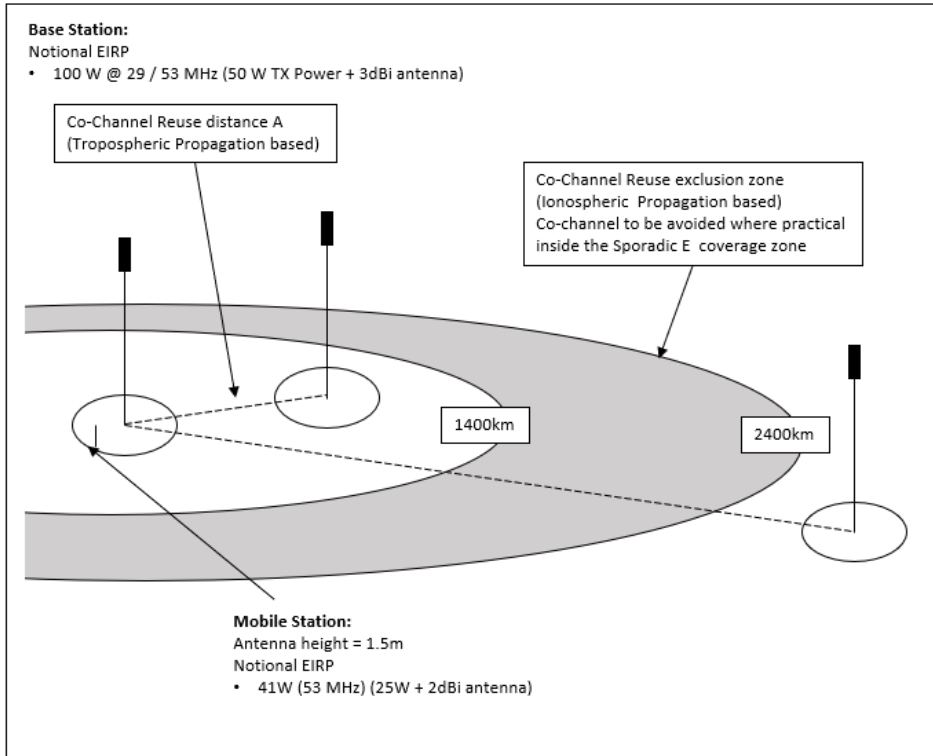 Base Station:
Notional EIRP
• 100 W @ 29 / 53 MHz (50 W TX Power + 3dBi antenna)
Co-Channel Reuse distance A
(Tropospheric Propagation based)
Co-Channel Reuse exclusion zone
(Ionospheric  Propagation based)
Co-channel to be avoided where practical
inside the Sporadic E  coverage zone
1400km
2400km
Mobile Station:
Antenna height = 1.5m
Notional EIRP
• 41W (53 MHz) (25W + 2dBi antenna)